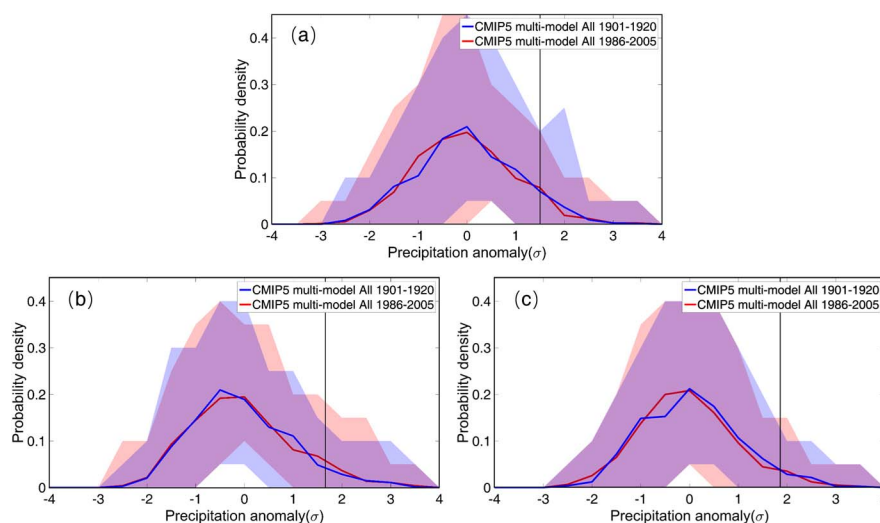 (a)
CMIP5 multi-model All 1901-1920
CMIP5 multi-model All 1986-2005
Probability density
0.4
0.3
0.2
0.1
0
-4 -3 -2 -1 0 1 2 3 4
Precipitation anomaly(σ)
(b)
CMIP5 multi-model All 1901-1920
CMIP5 multi-model All 1986-2005
Probability density
0.4
0.3
0.2
0.1
0
-4 -3 -2 -1 0 1 2 3 4
Precipitation anomaly(σ)
(c)
CMIP5 multi-model All 1901-1920
CMIP5 multi-model All 1986-2005
Probability density
0.4
0.3
0.2
0.1
0
-4 -3 -2 -1 0 1 2 3 4
Precipitation anomaly(σ)